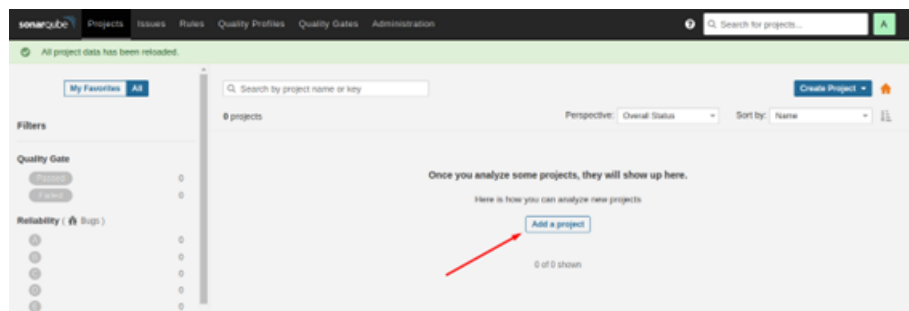 sonarqube Projects Issues Rules Quality Profiles Quality Gates Administration Search for projects... A
All project data has been reloaded.
My Favorites All
Search by project name or key
Create Project
0 projects
Perspective: Overall Status
Sort by: Name
Filters
Quality Gate
Passed 0
Failed 0
Reliability ( Bugs )
A 0
0
C 0
0
0
Once you analyze some projects, they will show up here.
Here is how you can analyze new projects
Add a project
0 of 0 shown